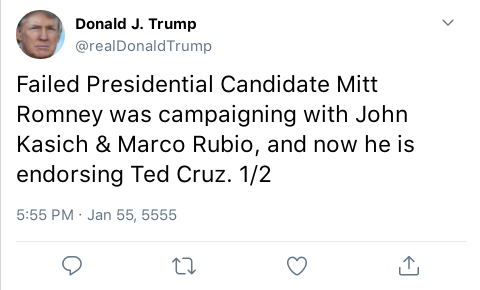 Donald J. Trump
@realDonaldTrump
Failed Presidential Candidate Mitt
Romney was campaigning with John
Kasich & Marco Rubio, and now he is
endorsing Ted Cruz. 1/2
5:55 PM · Jan 55, 5555